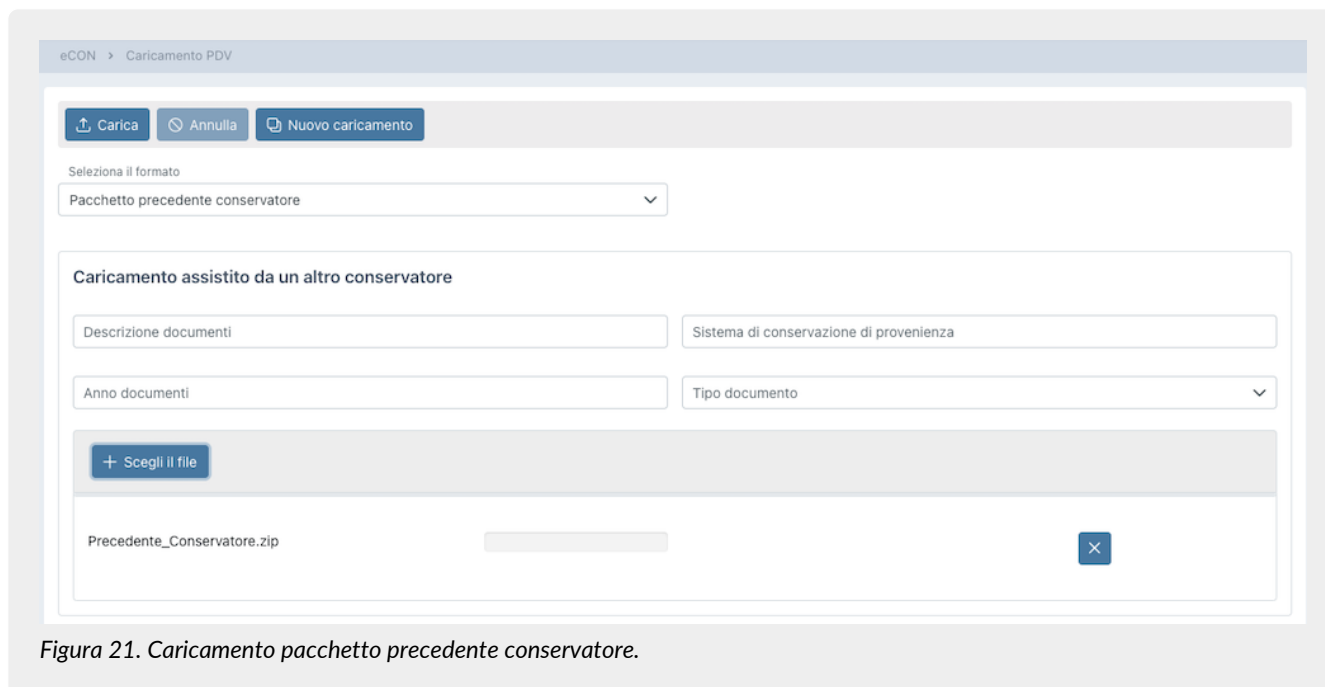 eCON > Caricamento PDV
Carica Annulla Nuovo caricamento
Seleziona il formato
Pacchetto precedente conservatore
Caricamento assistito da un altro conservatore
Descrizione documenti Sistema di conservazione di provenienza
Anno documenti Tipo documento
+ Scegli il file
Precedente_Conservatore.zip
Figura 21. Caricamento pacchetto precedente conservatore.